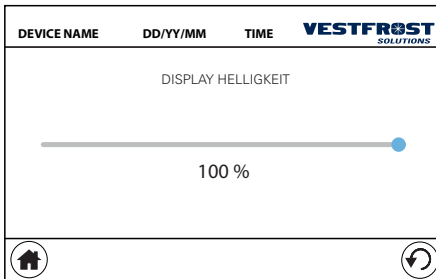 DEVICE NAME DD/YY/MM TIME VESTFROST
SOLUTIONS
DISPLAY HELLIGKEIT
100 %